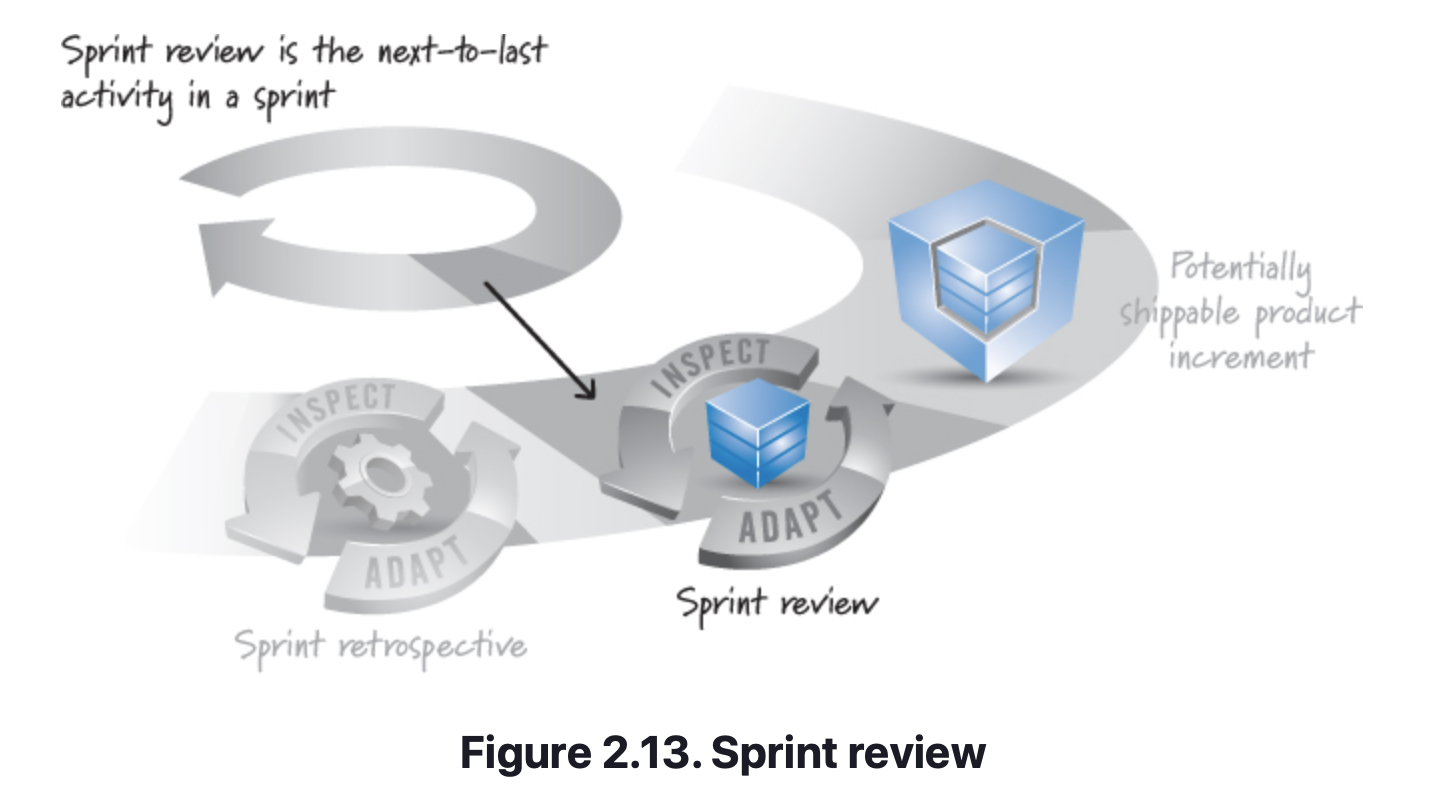 Sprint review is the next-to-last
activity in a sprint
Potentially
shippable product
increment
INSPECT
ADAPT
Sprint review
INSPECT
ADAPT
Sprint retrospective
Figure 2.13. Sprint review